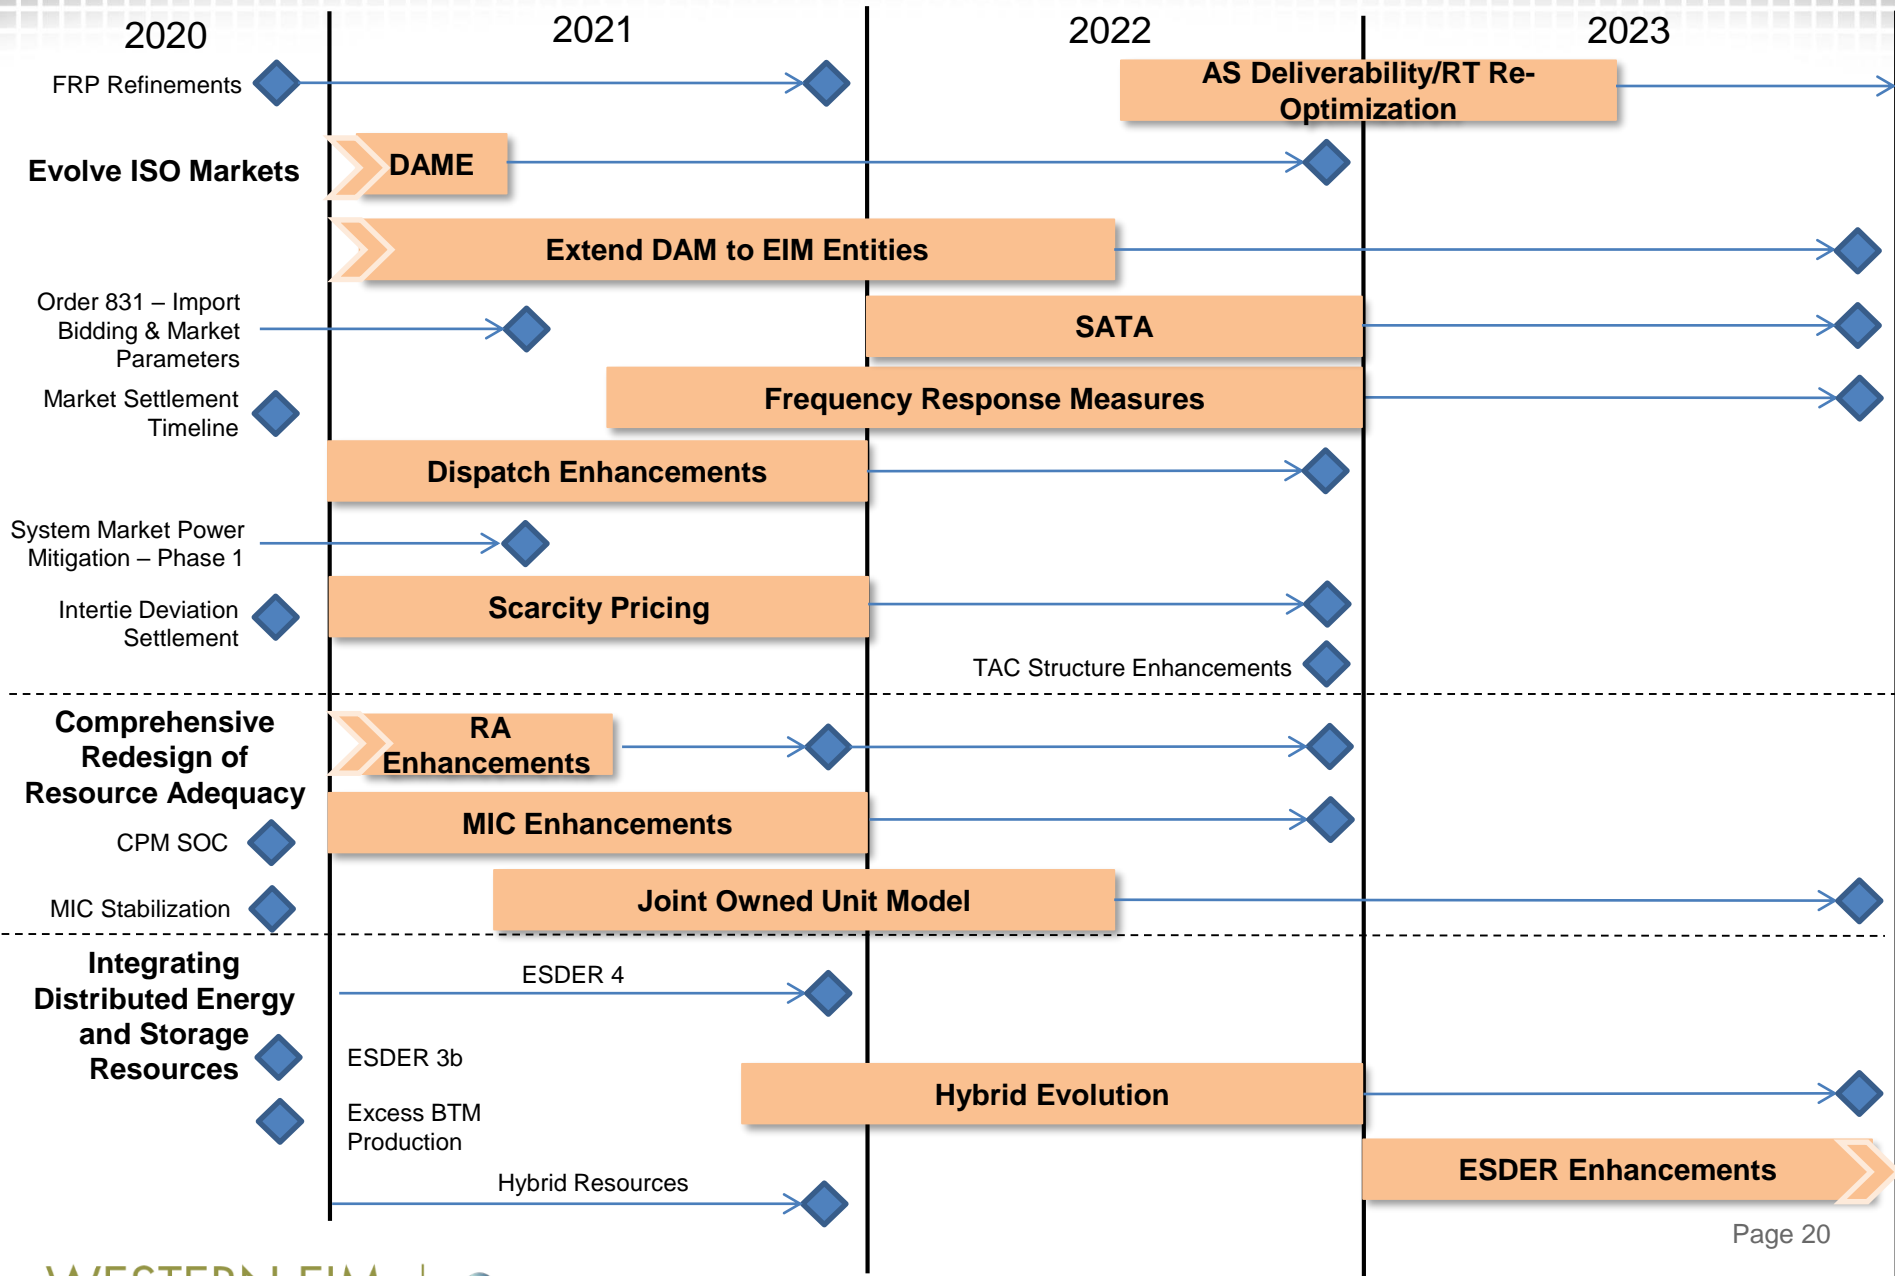 2020
2021
2022
2023
FRP Refinements
AS Deliverability/RT Re-
Optimization
Evolve ISO Markets
DAME
Extend DAM to EIM Entities
Order 831 – Import
Bidding & Market
Parameters
SATA
Market Settlement
Timeline
Frequency Response Measures
Dispatch Enhancements
System Market Power
Mitigation – Phase 1
Intertie Deviation
Settlement
Scarcity Pricing
TAC Structure Enhancements
Comprehensive
Redesign of
Resource Adequacy
RA
Enhancements
MIC Enhancements
CPM SOC
Joint Owned Unit Model
MIC Stabilization
Integrating
Distributed Energy
and Storage
Resources
ESDER 4
ESDER 3b
Hybrid Evolution
Excess BTM
Production
ESDER Enhancements
Hybrid Resources
Page 20
WESTERN EIM